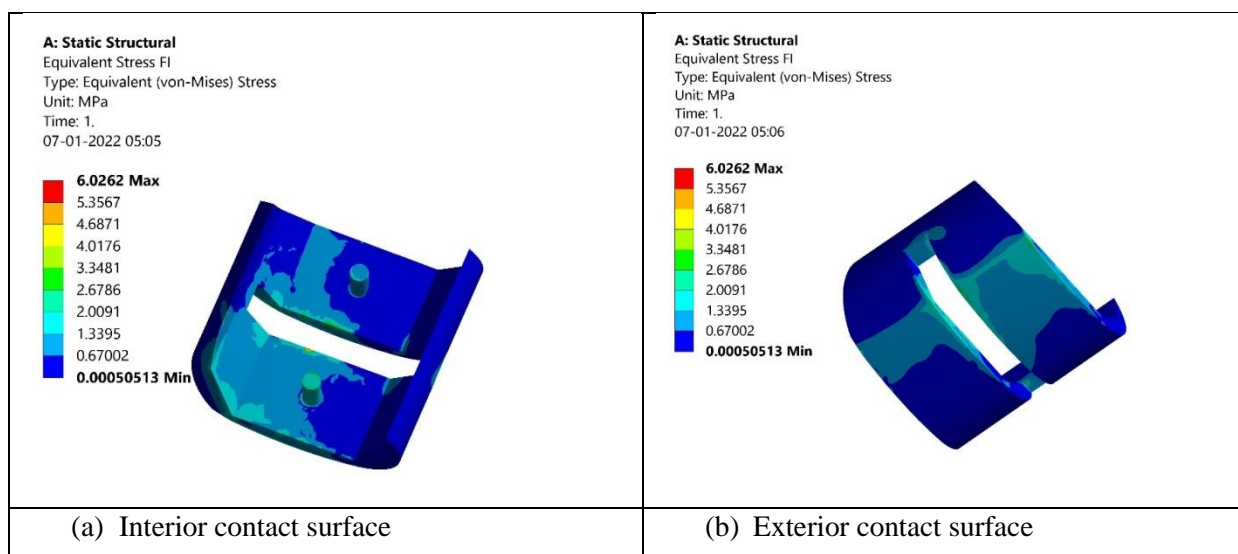 A: Static Structural
Equivalent Stress FI
Type: Equivalent (von-Mises) Stress
Unit: MPa
Time: 1.
07-01-2022 05:05
6.0262 Max
5.3567
4.6871
4.0176
3.3481
2.6786
2.0091
1.3395
0.67002
0.00050513 Min
(a) Interior contact surface
A: Static Structural
Equivalent Stress FI
Type: Equivalent (von-Mises) Stress
Unit: MPa
Time: 1.
07-01-2022 05:06
6.0262 Max
5.3567
4.6871
4.0176
3.3481
2.6786
2.0091
1.3395
0.67002
0.00050513 Min
(b) Exterior contact surface